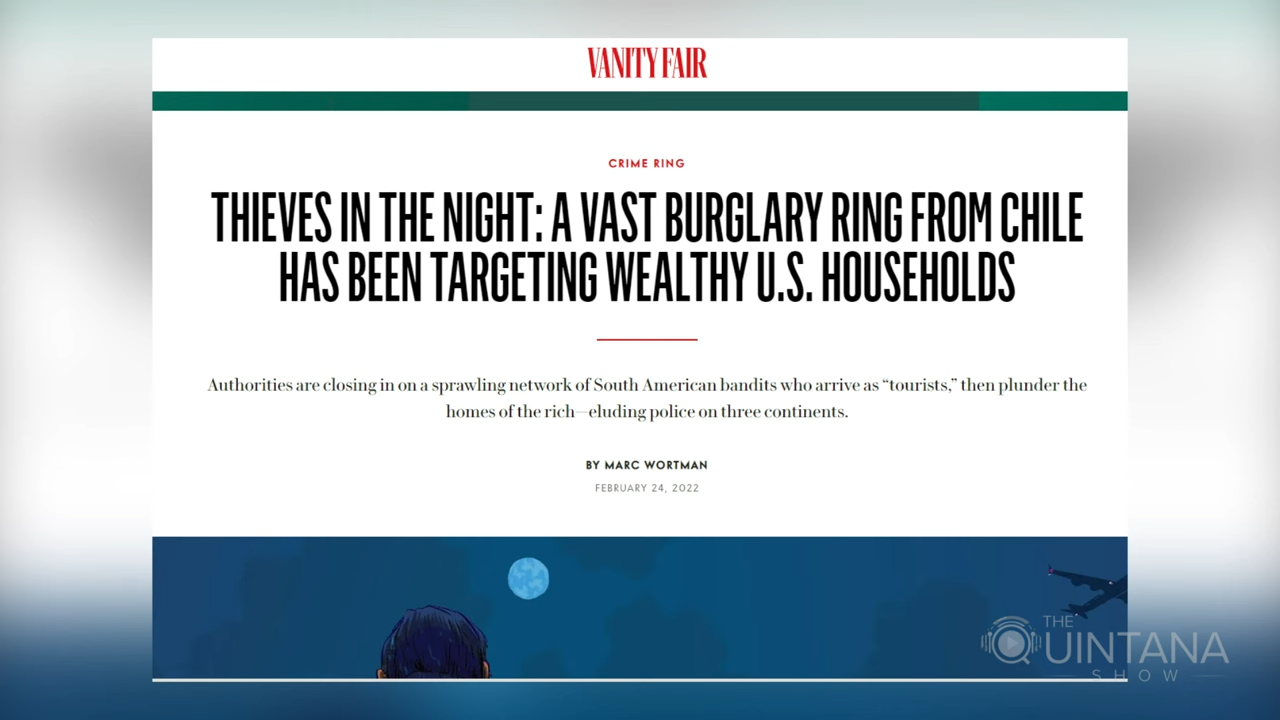 VANITY FAIR
CRIME RING
THIEVES IN THE NIGHT: A VAST BURGLARY RING FROM CHILE
HAS BEEN TARGETING WEALTHY U.S. HOUSEHOLDS
Authorities are closing in on a sprawling network of South American bandits who arrive as “tourists,” then plunder the
homes of the rich—eluding police on three continents.
BY MARC WORTMAN
FEBRUARY 24, 2022
THE
QUINTANA
SHOW